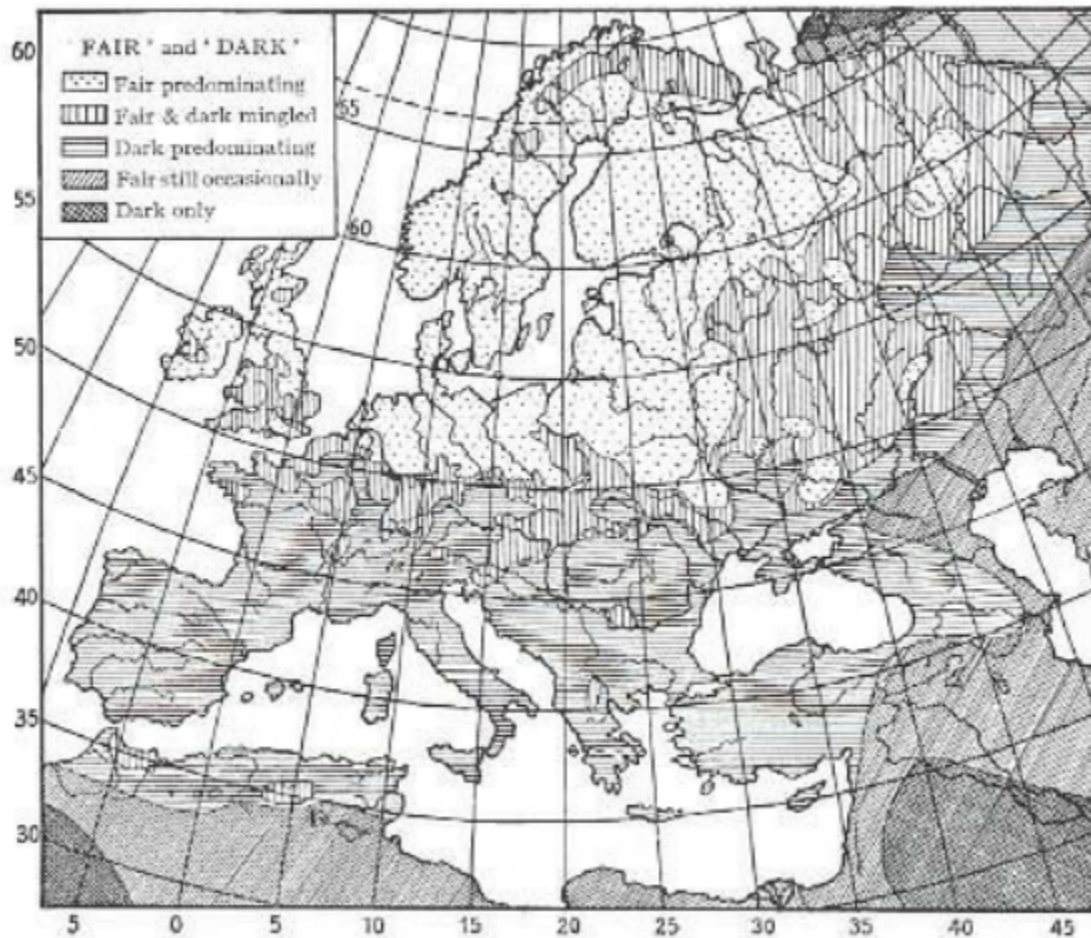 "FAIR" and "DARK"
Fair predominating
Fair & dark mingled
Dark predominating
Fair still occasionally
Dark only
60
55
50
45
40
35
30
55
60
5 0 5 10 15 20 25 30 35 40 45